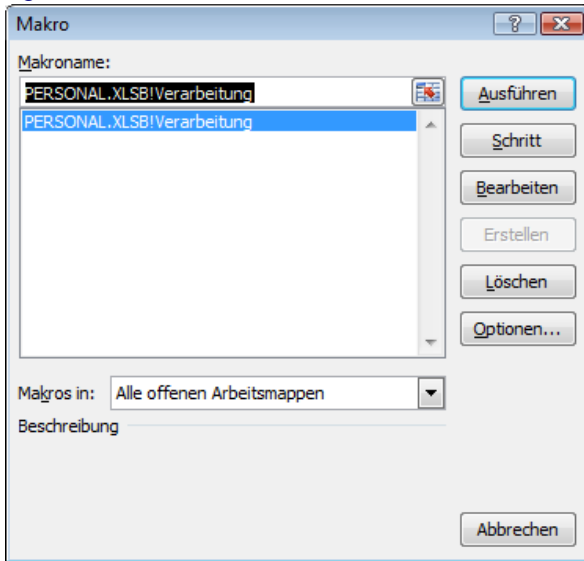 Makro
Makroname:
PERSONAL.XLSB!Verarbeitung
PERSONAL.XLSB!Verarbeitung
Ausführen
Schritt
Bearbeiten
Erstellen
Löschen
Optionen...
Makros in: Alle offenen Arbeitsmappen
Beschreibung
Abbrechen